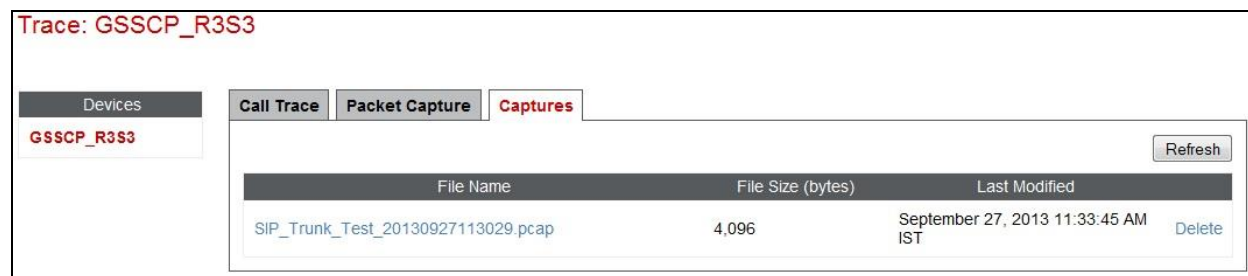 Trace: GSSCP_R3S3
Devices
GSSCP_R3S3
Call Trace Packet Capture Captures
Refresh
File Name File Size (bytes) Last Modified
SIP_Trunk_Test_20130927113029.pcap 4,096 September 27, 2013 11:33:45 AM
IST Delete